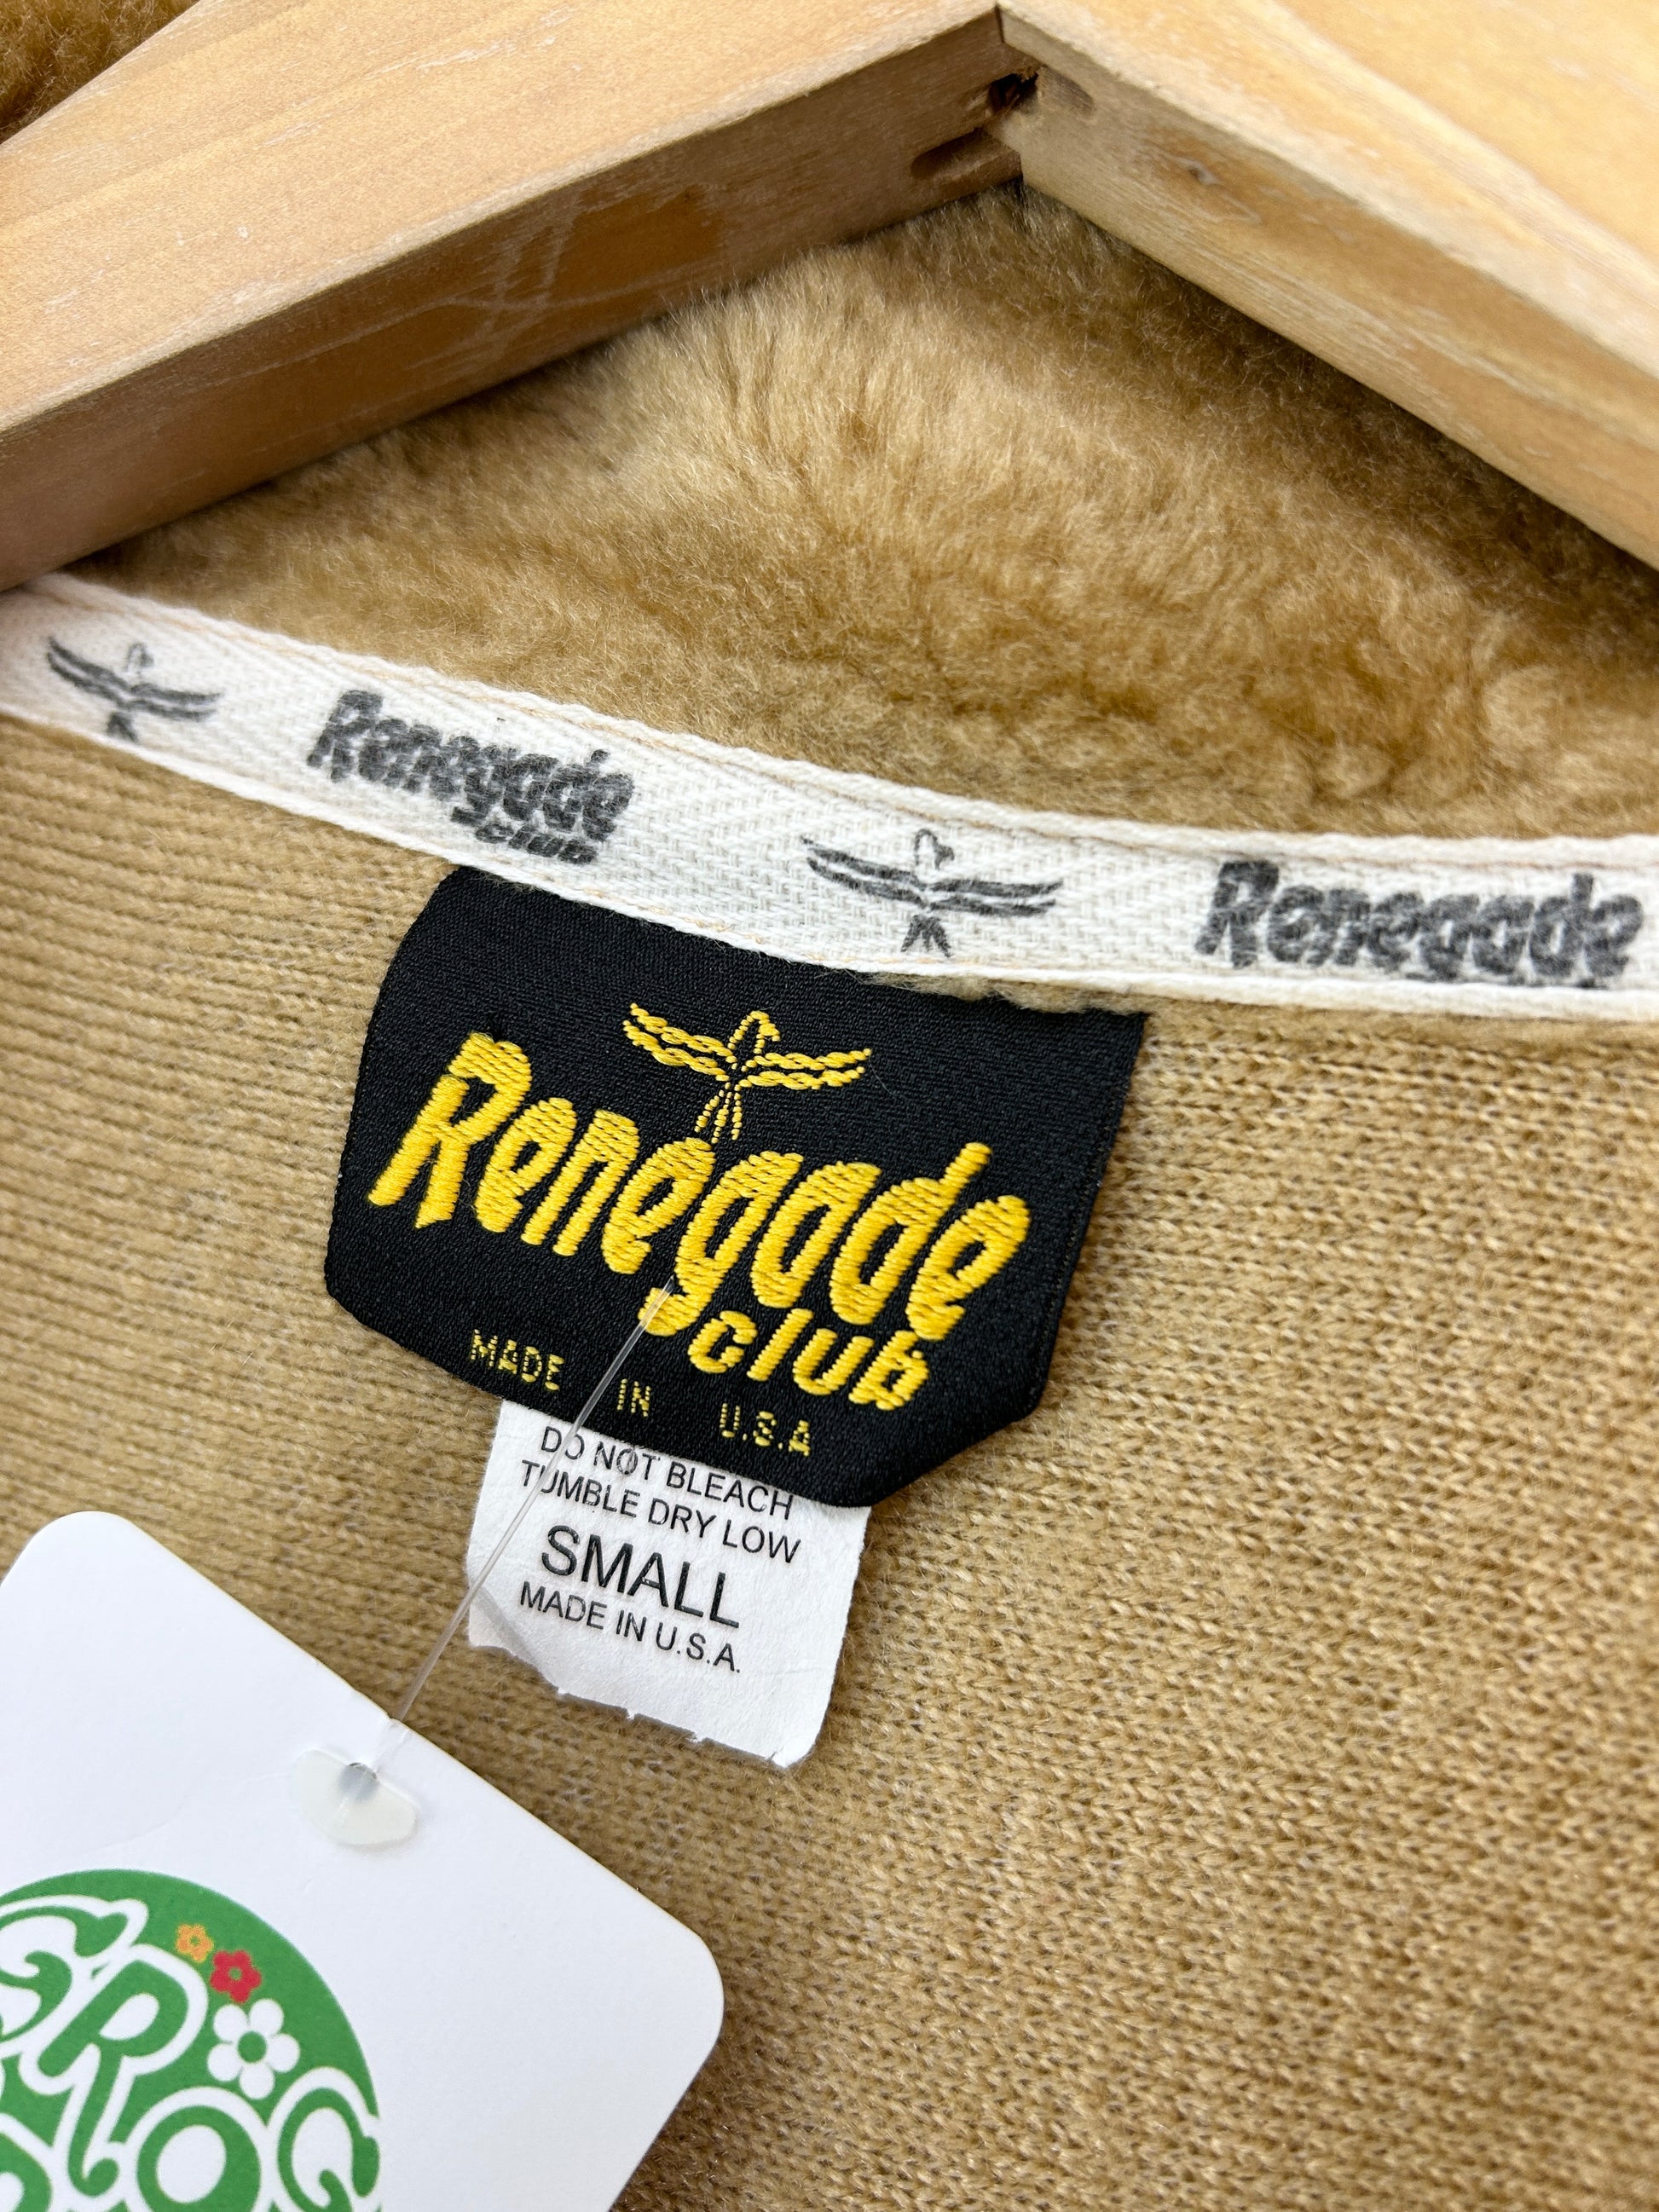 Renegade
club
Renegade
Renegade
club
MADE IN U.S.A
DO NOT BLEACH
TUMBLE DRY LOW
SMALL
MADE IN U.S.A.